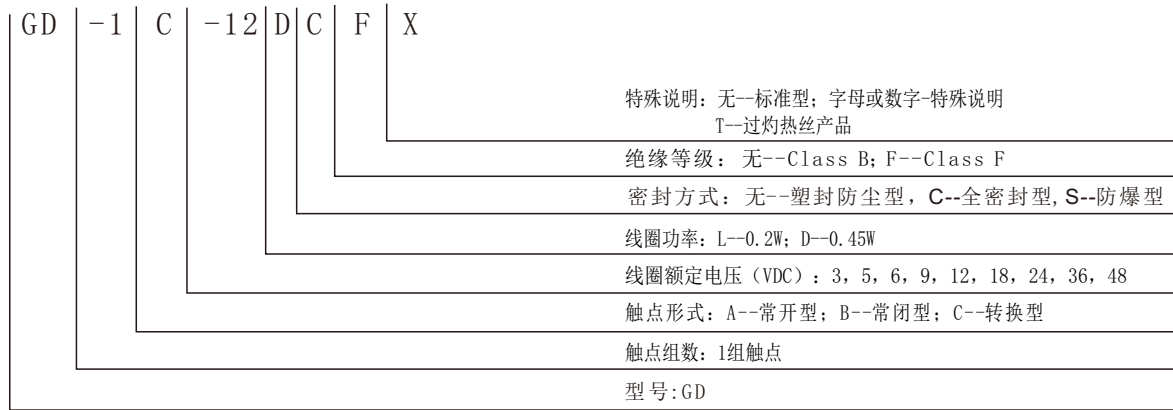 GD -1 C -12 D C F X
特殊说明：无--标准型；字母或数字-特殊说明
T--过灼热丝产品
绝缘等级：无--Class B；F--Class F
密封方式：无--塑封防尘型，C--全密封型, S--防爆型
线圈功率：L--0.2W；D--0.45W
线圈额定电压（VDC）：3，5，6，9，12，18，24，36，48
触点形式：A--常开型；B--常闭型；C--转换型
触点组数：1组触点
型号:GD